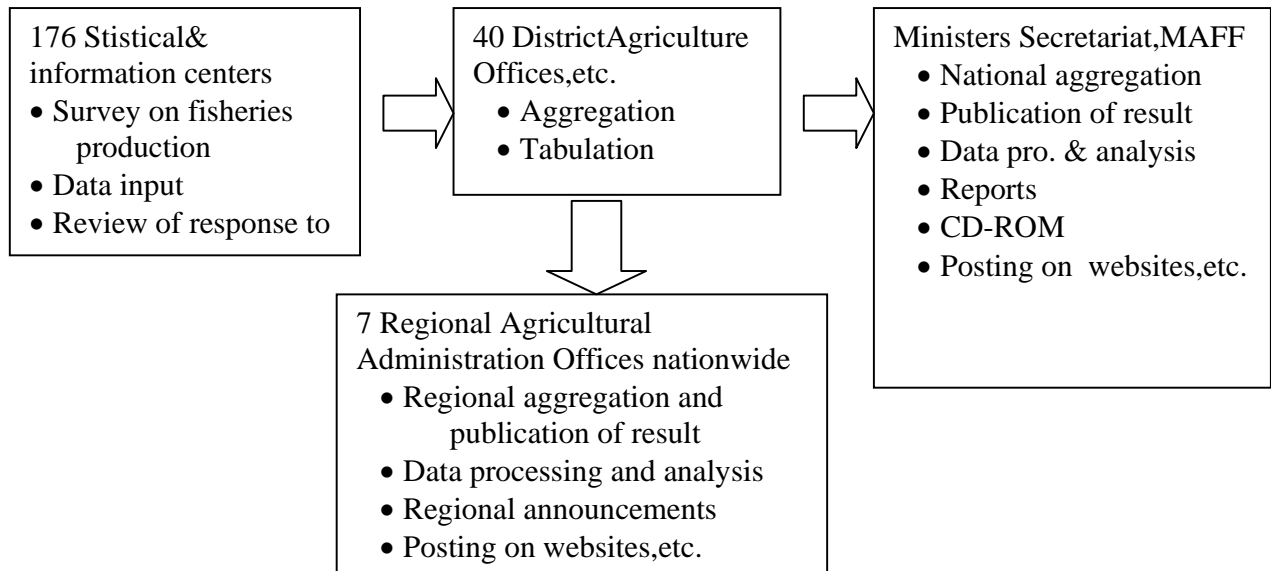 176 Stistical&
information centers
• Survey on fisheries
production
• Data input
• Review of response to
40 DistrictAgriculture
Offices,etc.
• Aggregation
• Tabulation
Ministers Secretariat,MAFF
• National aggregation
• Publication of result
• Data pro. & analysis
• Reports
• CD-ROM
• Posting on websites,etc.
7 Regional Agricultural
Administration Offices nationwide
• Regional aggregation and
publication of result
• Data processing and analysis
• Regional announcements
• Posting on websites,etc.